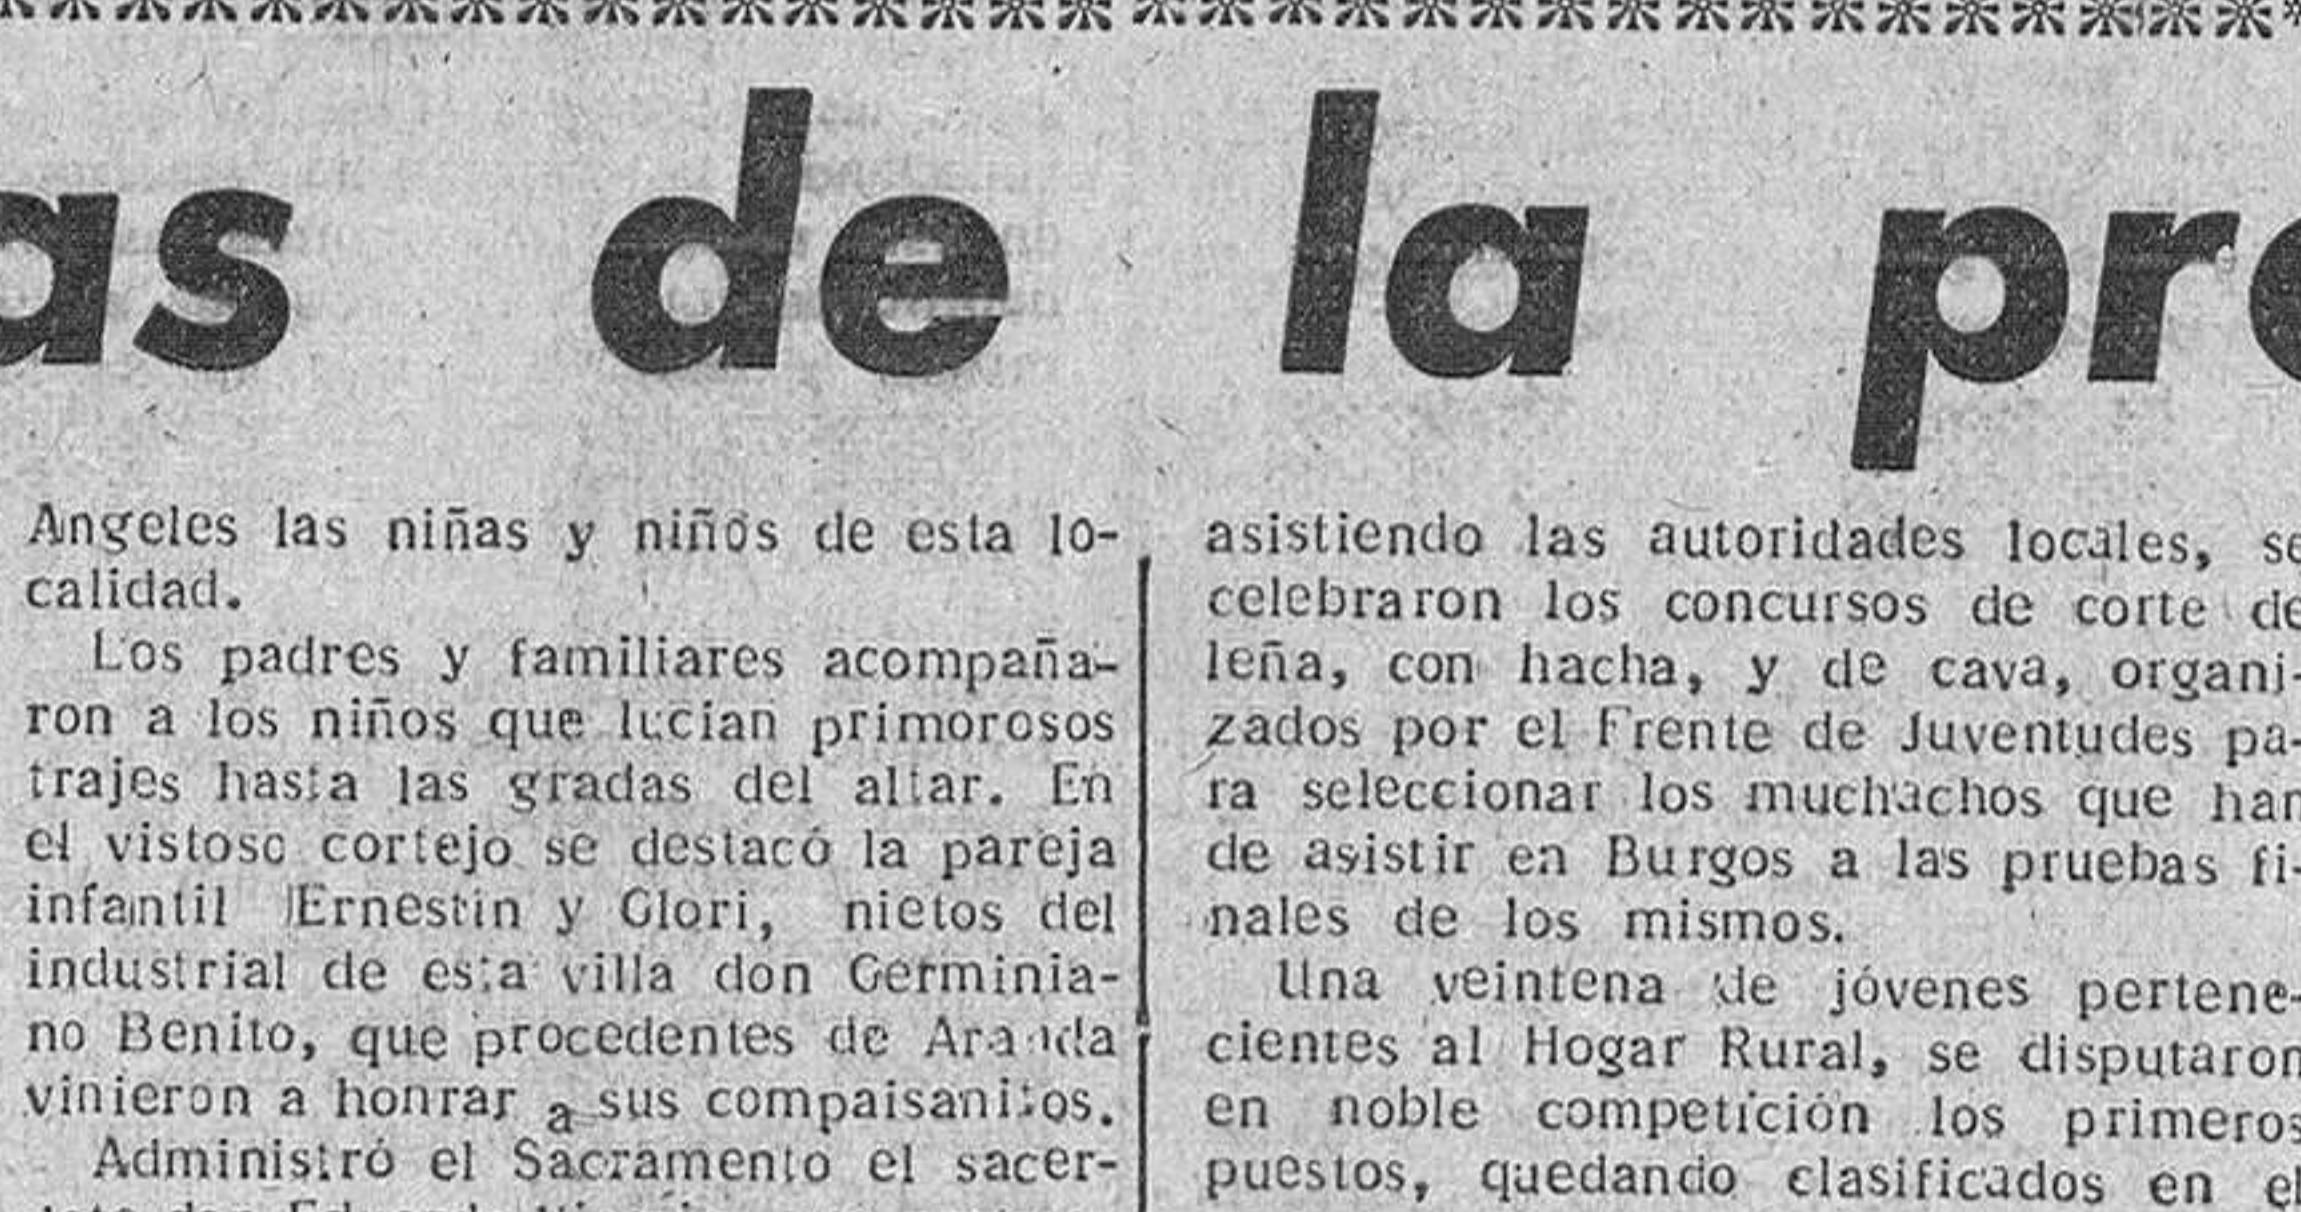 as de la pro
Angeles las niñas y niños de esta lo-
calidad.
Los padres y familiares acompaña-
ron a los niños que lucian primorosos
trajes hasta las gradas del altar. En
el vistoso cortejo se destacó la pareja
infantil Ernestin y Glori, nietos del
industrial de esta villa don Germinia-
no Benito, que procedentes de Aranda
vinieron a honrar a sus compaisanitos.
Administró el Sacramento el sacer-
asistiendo las autoridades locales, se
celebraron los concursos de corte de
leña, con hacha, y de cava, organi-
zados por el Frente de Juventudes pa-
ra seleccionar los muchachos que han
de asistir en Burgos a las pruebas fi-
nales de los mismos.
Una veintena de jóvenes pertene-
cientes al Hogar Rural, se disputaron
en noble competición los primeros
puestos, quedando clasificados en el